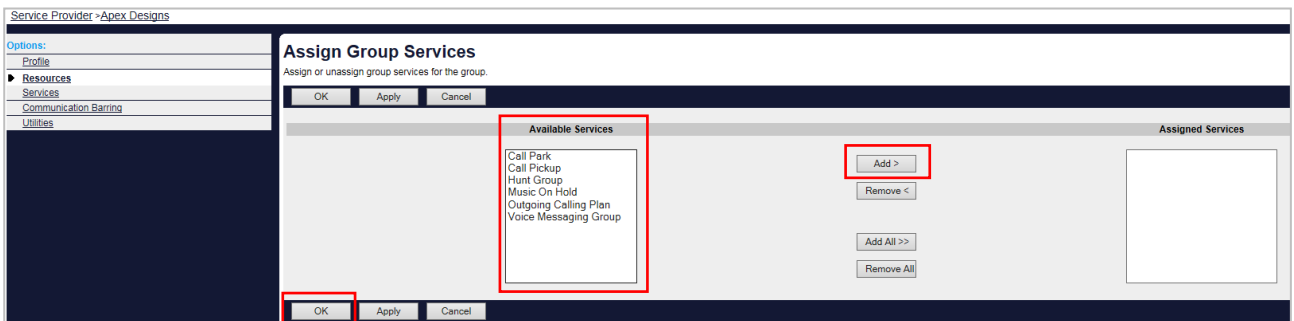 Service Provider >Apex Designs
Options:
Profile
Resources
Services
Communication Barring
Utilities
Assign Group Services
Assign or unassign group services for the group.
OK Apply Cancel
Available Services Assigned Services
Call Park
Call Pickup
Hunt Group
Music On Hold
Outgoing Calling Plan
Voice Messaging Group
Add >
Remove <
Add All >>
Remove All
OK Apply Cancel